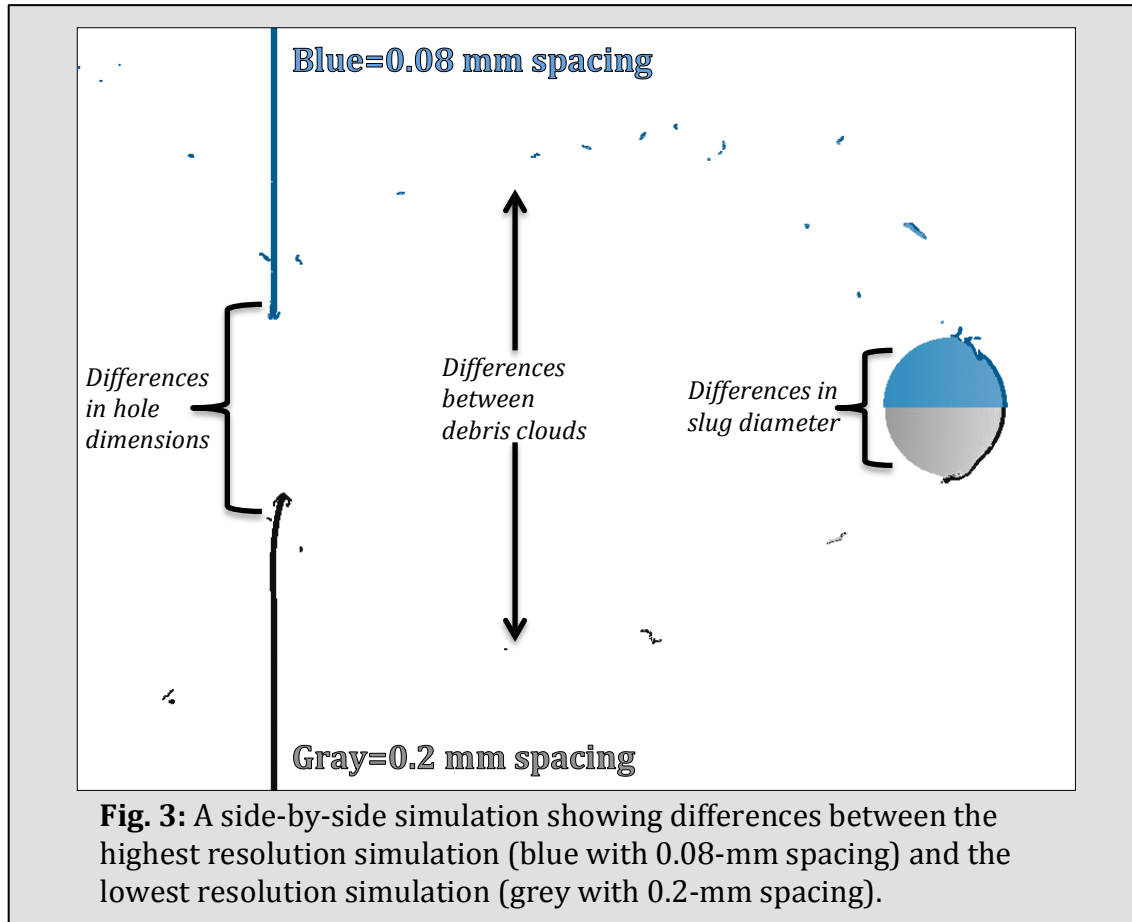 Blue=0.08 mm spacing
Differences
in hole
dimensions
Differences
between
debris clouds
Differences in
slug diameter
Gray=0.2 mm spacing
Fig. 3: A side-by-side simulation showing differences between the
highest resolution simulation (blue with 0.08-mm spacing) and the
lowest resolution simulation (grey with 0.2-mm spacing).